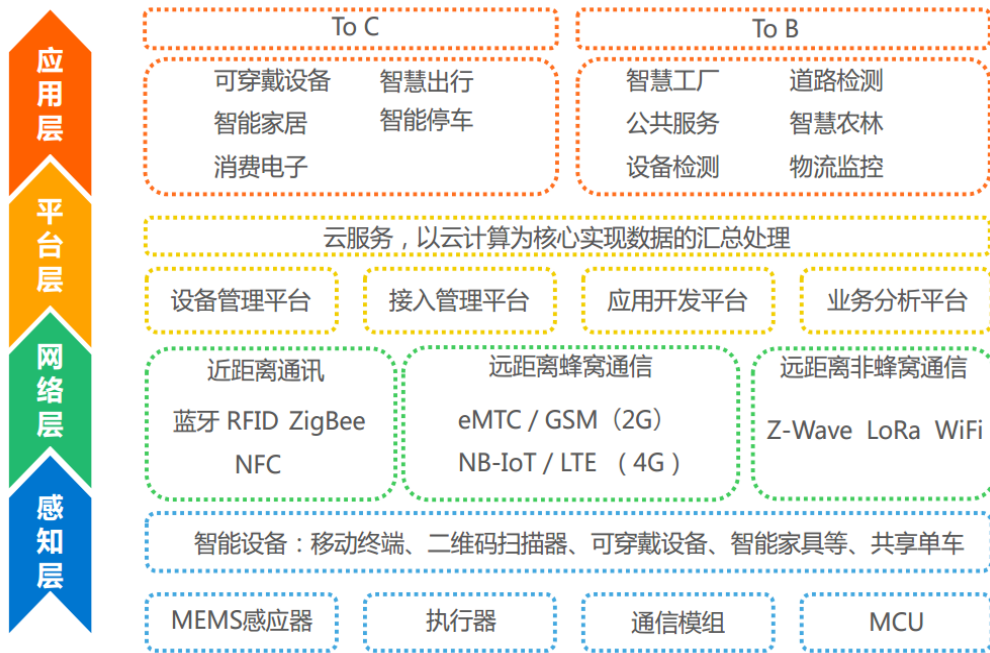 应用层
To C
To B
可穿戴设备 智慧出行
智能家居 智能停车
消费电子
智慧工厂 道路检测
公共服务 智慧农林
设备检测 物流监控
平台层
云服务，以云计算为核心实现数据的汇总处理
设备管理平台
接入管理平台
应用开发平台
业务分析平台
网络层
近距离通讯
蓝牙 RFID ZigBee
NFC
远距离蜂窝通信
eMTC / GSM（2G）
NB-IoT / LTE （ 4G ）
远距离非蜂窝通信
Z-Wave LoRa WiFi
感知层
智能设备：移动终端、二维码扫描器、可穿戴设备、智能家具等、共享单车
MEMS感应器
执行器
通信模组
MCU